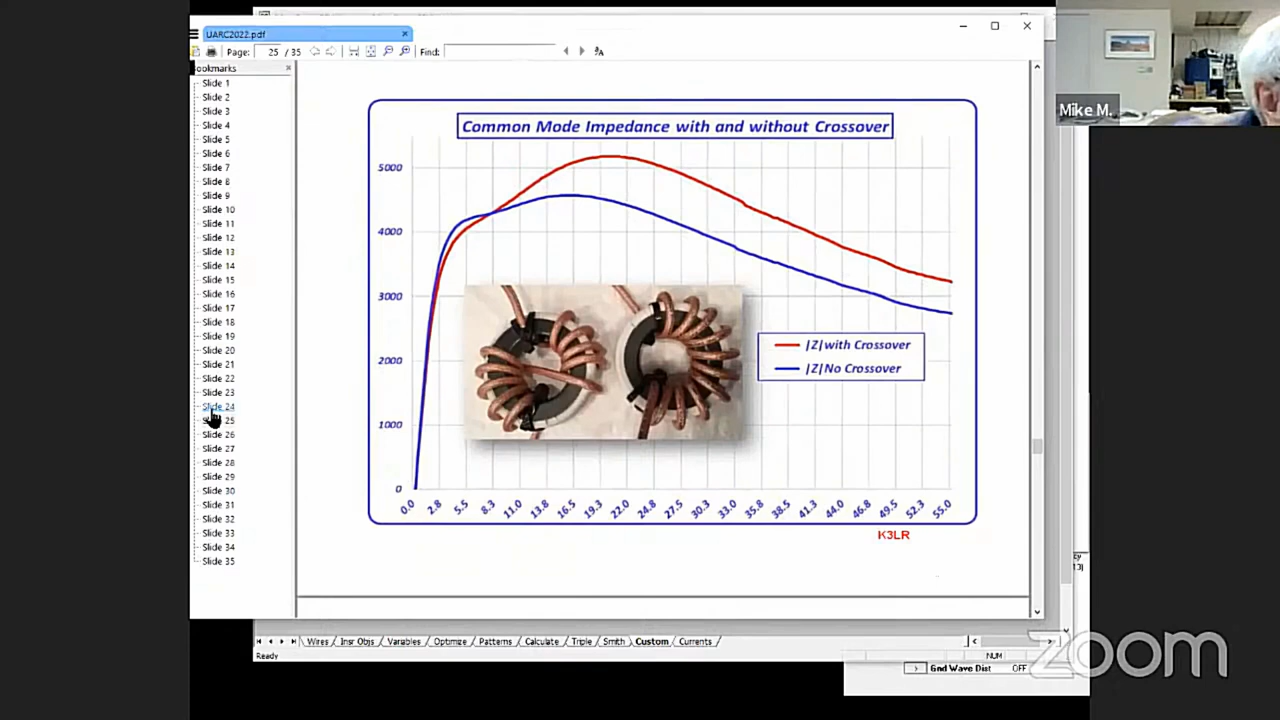 UARC2022.pdf
Page: 25 / 35 Find:
ookmarks
Slide 1
Slide 2
Slide 3
Slide 4
Slide 5
Slide 6
Slide 7
Slide 8
Slide 9
Slide 10
Slide 11
Slide 12
Slide 13
Slide 14
Slide 15
Slide 16
Slide 17
Slide 18
Slide 19
Slide 20
Slide 21
Slide 22
Slide 23
Slide 24
Slide 25
Slide 26
Slide 27
Slide 28
Slide 29
Slide 30
Slide 31
Slide 32
Slide 33
Slide 34
Slide 35
Common Mode Impedance with and without Crossover
5000
4000
3000
2000
1000
0
|Z|with Crossover
|Z|No Crossover
0.0 2.8 5.5 8.3 11.0 13.8 16.5 19.3 22.0 24.8 27.5 30.3 33.0 35.8 38.5 41.3 44.0 46.8 49.5 52.3 55.0
K3LR
Wires Insr Objs Variables Optimize Patterns Calculate Triple Smith Custom Currents
Ready
NUM
Gnd Wave Dist OFF
Mike M.
zoom